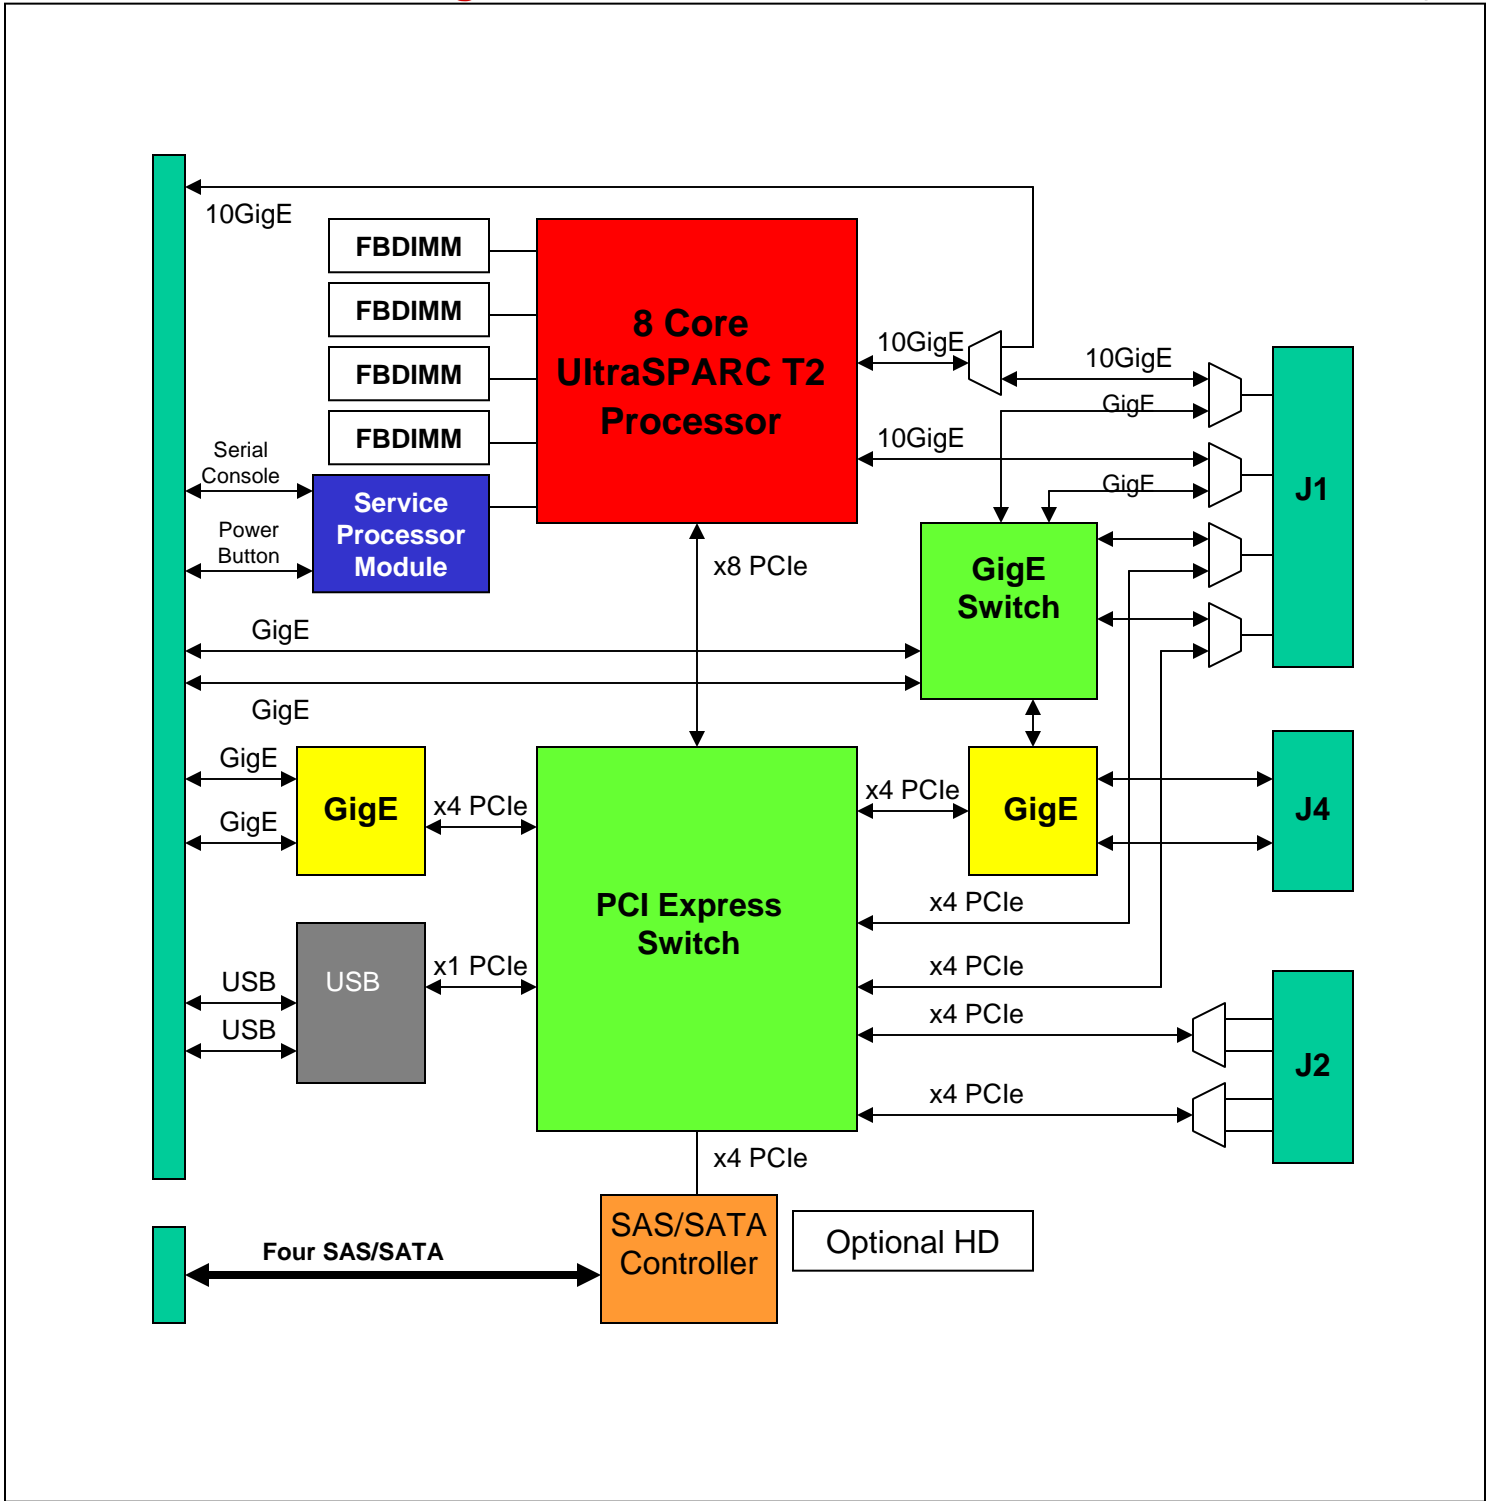 10GigE
FBDIMM
FBDIMM
FBDIMM
FBDIMM
8 Core
UltraSPARC T2
Processor
10GigE
10GigE
GigE
10GigE
GigE
J1
Serial
Console
Power
Button
Service
Processor
Module
x8 PCIe
GigE
Switch
GigE
GigE
GigE
GigE
GigE
x4 PCIe
x4 PCIe
GigE
J4
PCI Express
Switch
x4 PCIe
x4 PCIe
x4 PCIe
x4 PCIe
J2
USB
USB
USB
x1 PCIe
x4 PCIe
Four SAS/SATA
SAS/SATA
Controller
Optional HD